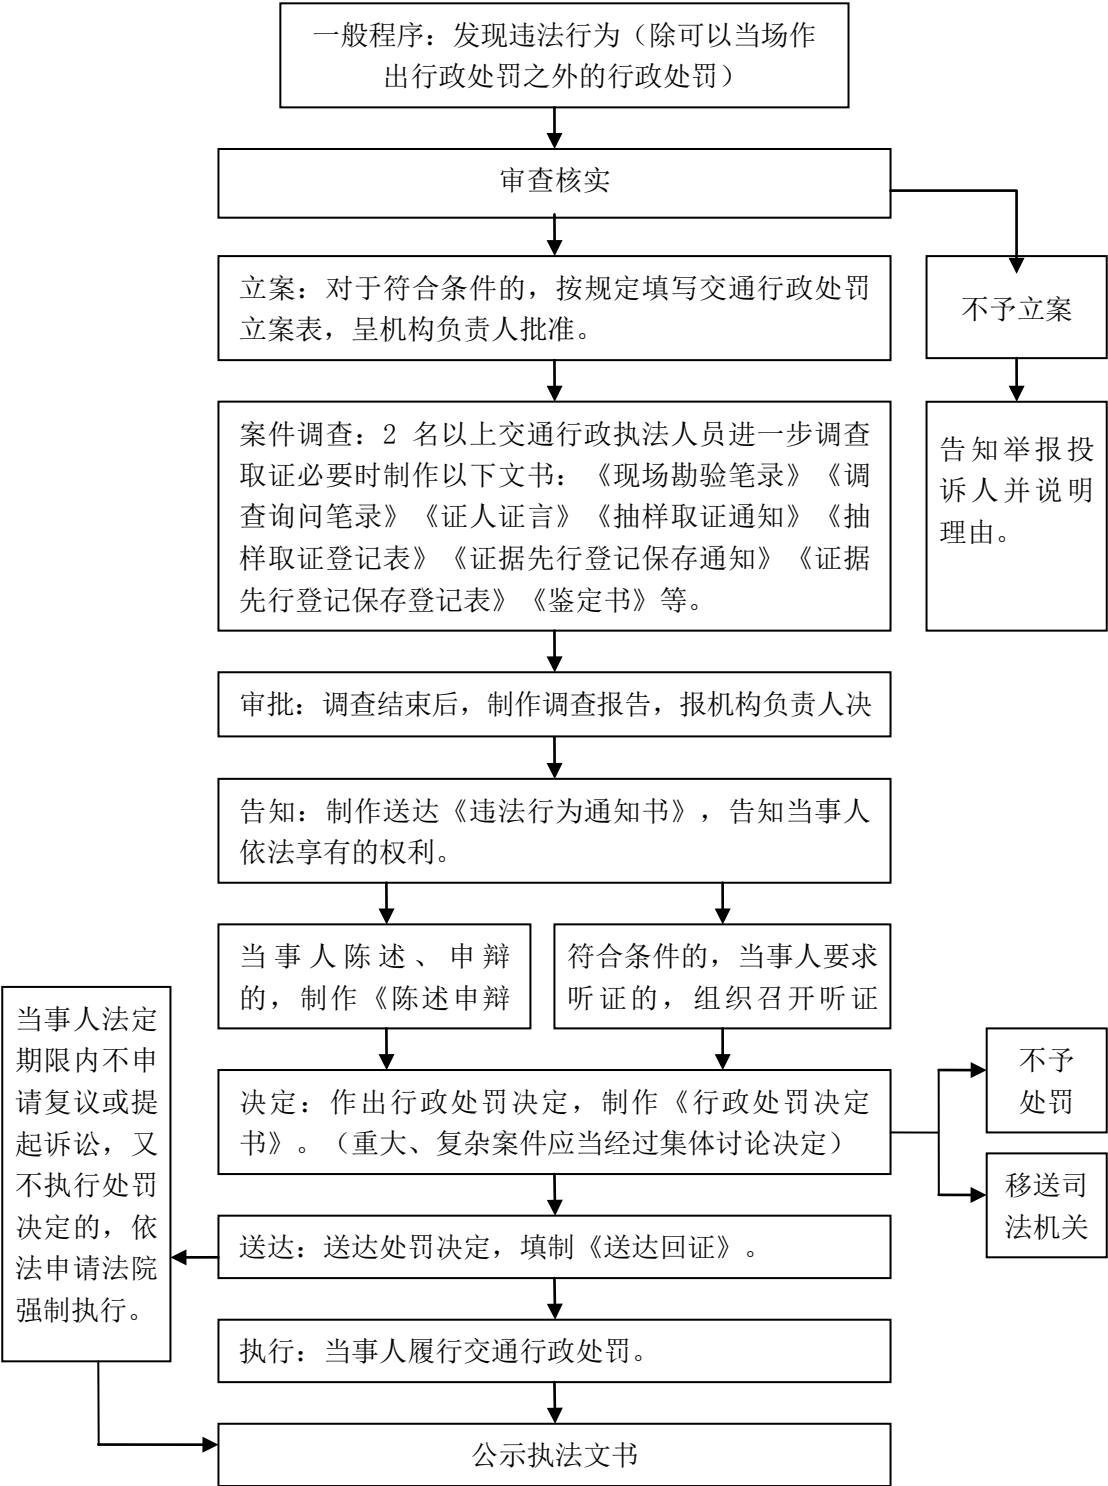 一般程序：发现违法行为（除可以当场作
出行政处罚之外的行政处罚）
审查核实
立案：对于符合条件的，按规定填写交通行政处罚
立案表，呈机构负责人批准。
不予立案
案件调查：2 名以上交通行政执法人员进一步调查
取证必要时制作以下文书：《现场勘验笔录》《调
查询问笔录》《证人证言》《抽样取证通知》《抽
样取证登记表》《证据先行登记保存通知》《证据
先行登记保存登记表》《鉴定书》等。
告知举报投
诉人并说明
理由。
审批：调查结束后，制作调查报告，报机构负责人决
告知：制作送达《违法行为通知书》，告知当事人
依法享有的权利。
当事人陈述、申辩
的，制作《陈述申辩
符合条件的，当事人要求
听证的，组织召开听证
当事人法定
期限内不申
请复议或提
起诉讼，又
不执行处罚
决定的，依
法申请法院
强制执行。
决定：作出行政处罚决定，制作《行政处罚决定
书》。（重大、复杂案件应当经过集体讨论决定）
不予
处罚
移送司
法机关
送达：送达处罚决定，填制《送达回证》。
执行：当事人履行交通行政处罚。
公示执法文书